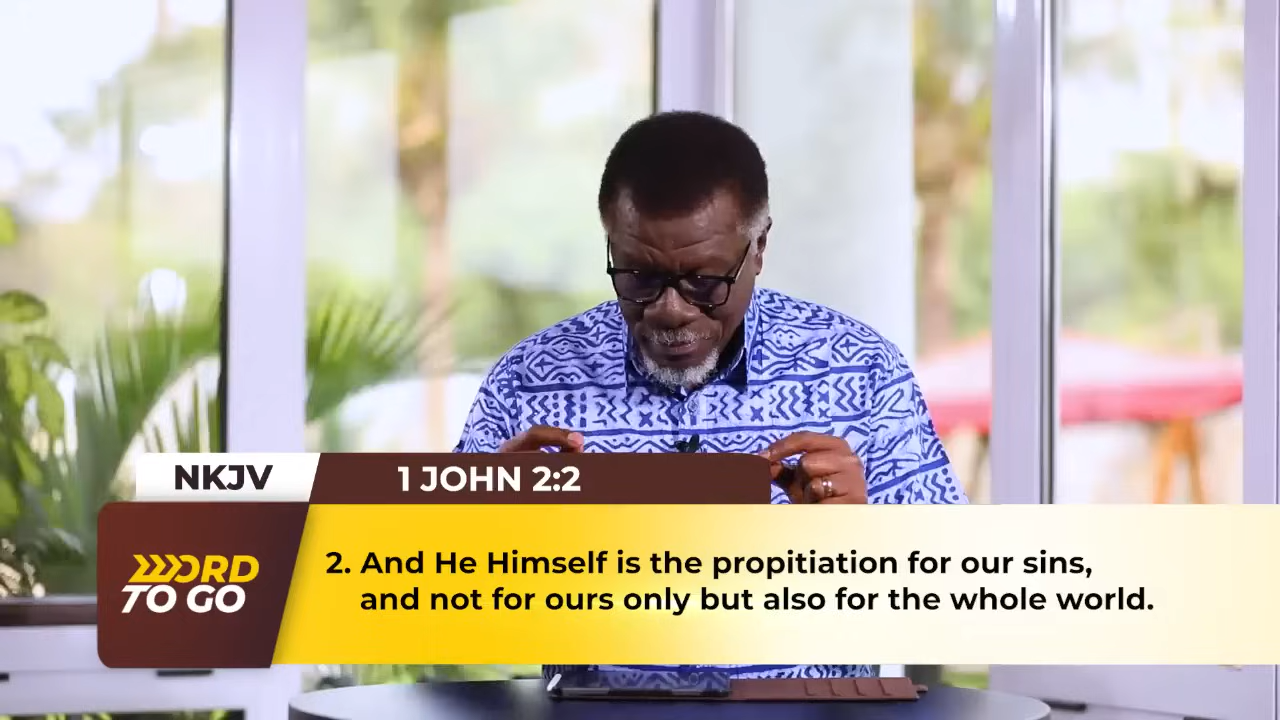 NKJV 1 JOHN 2:2
WORD
TO GO
2. And He Himself is the propitiation for our sins,
and not for ours only but also for the whole world.